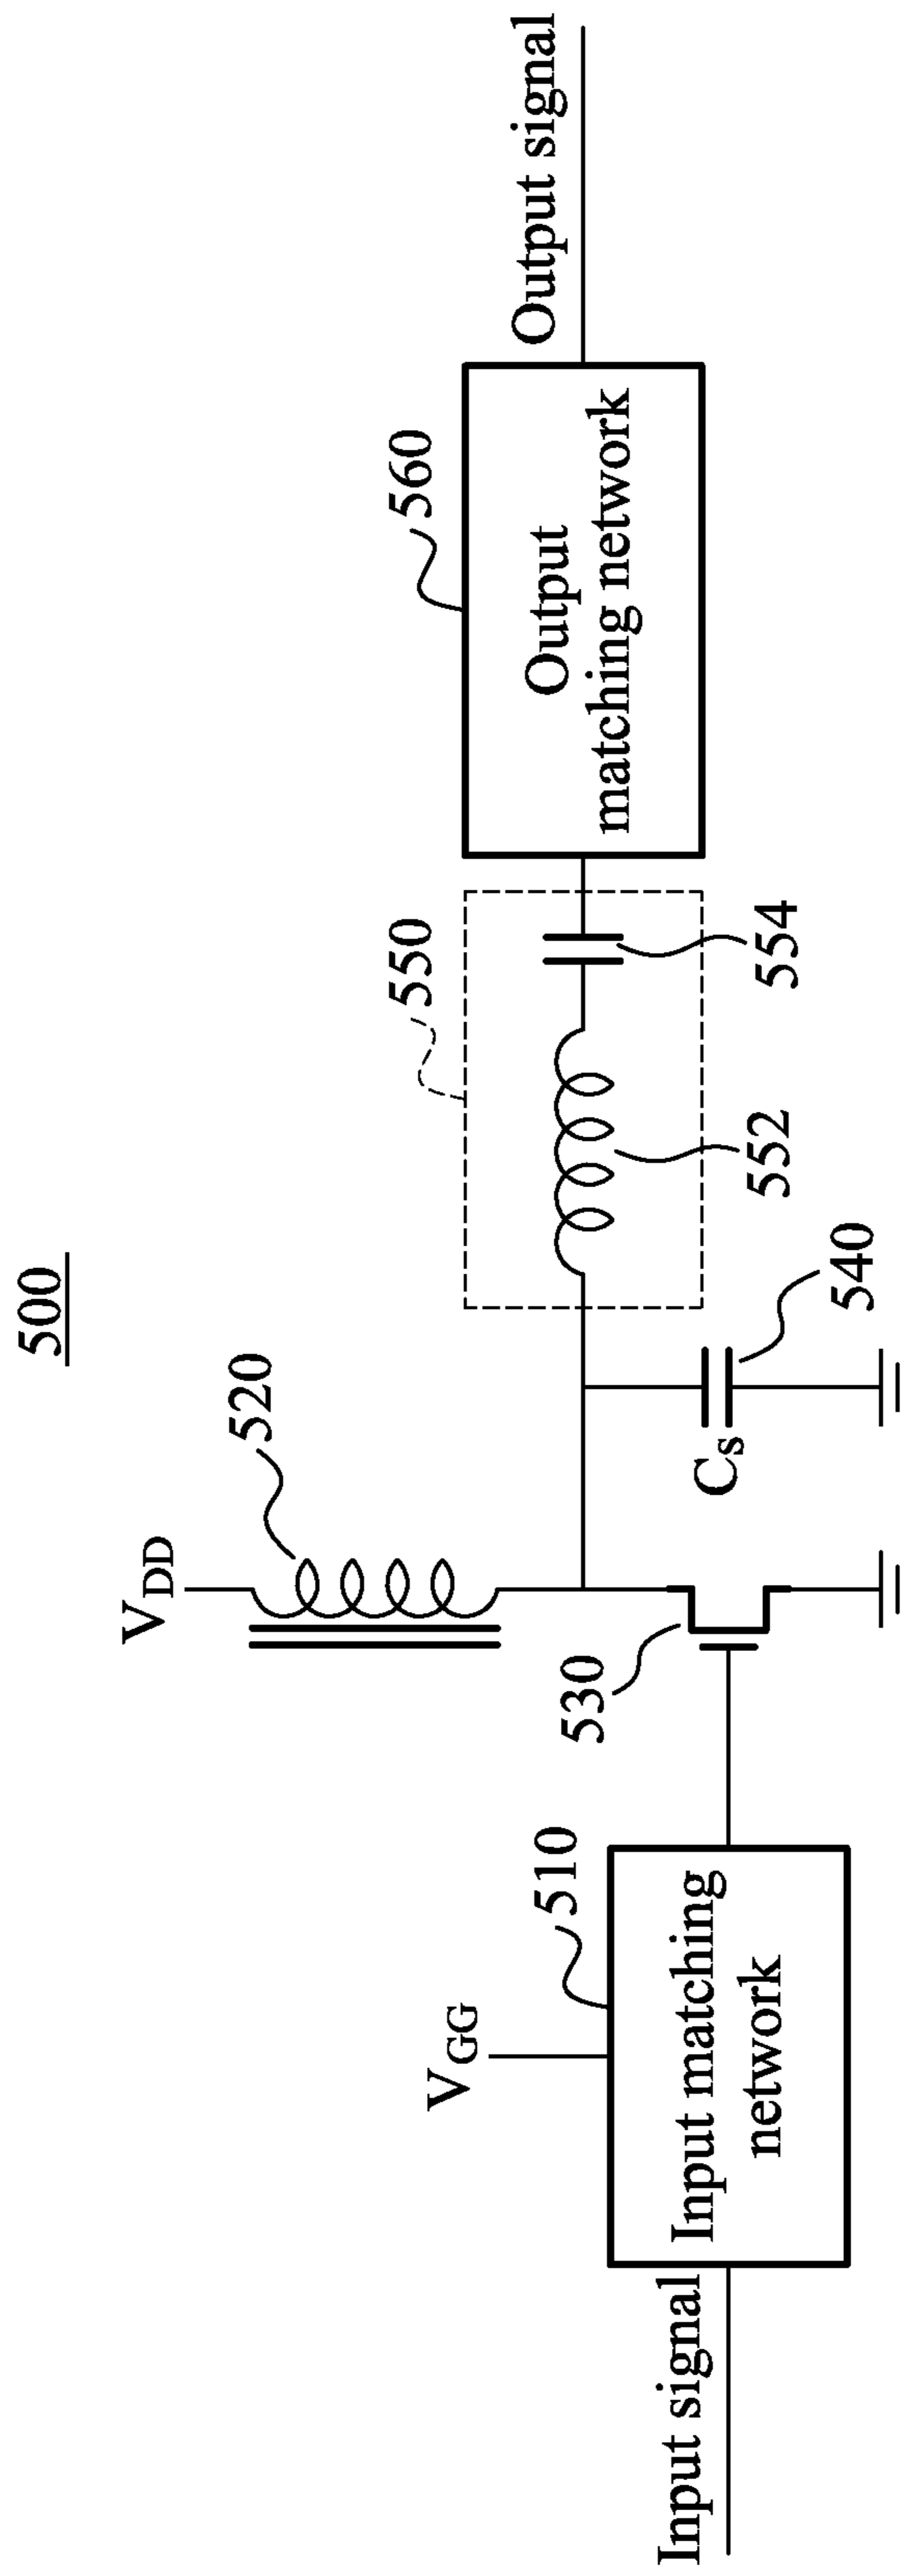 500
V_DD
520
550
560
Output signal
V_GG
510
530
C_s
540
552
554
Output
matching network
Input signal
Input matching
network